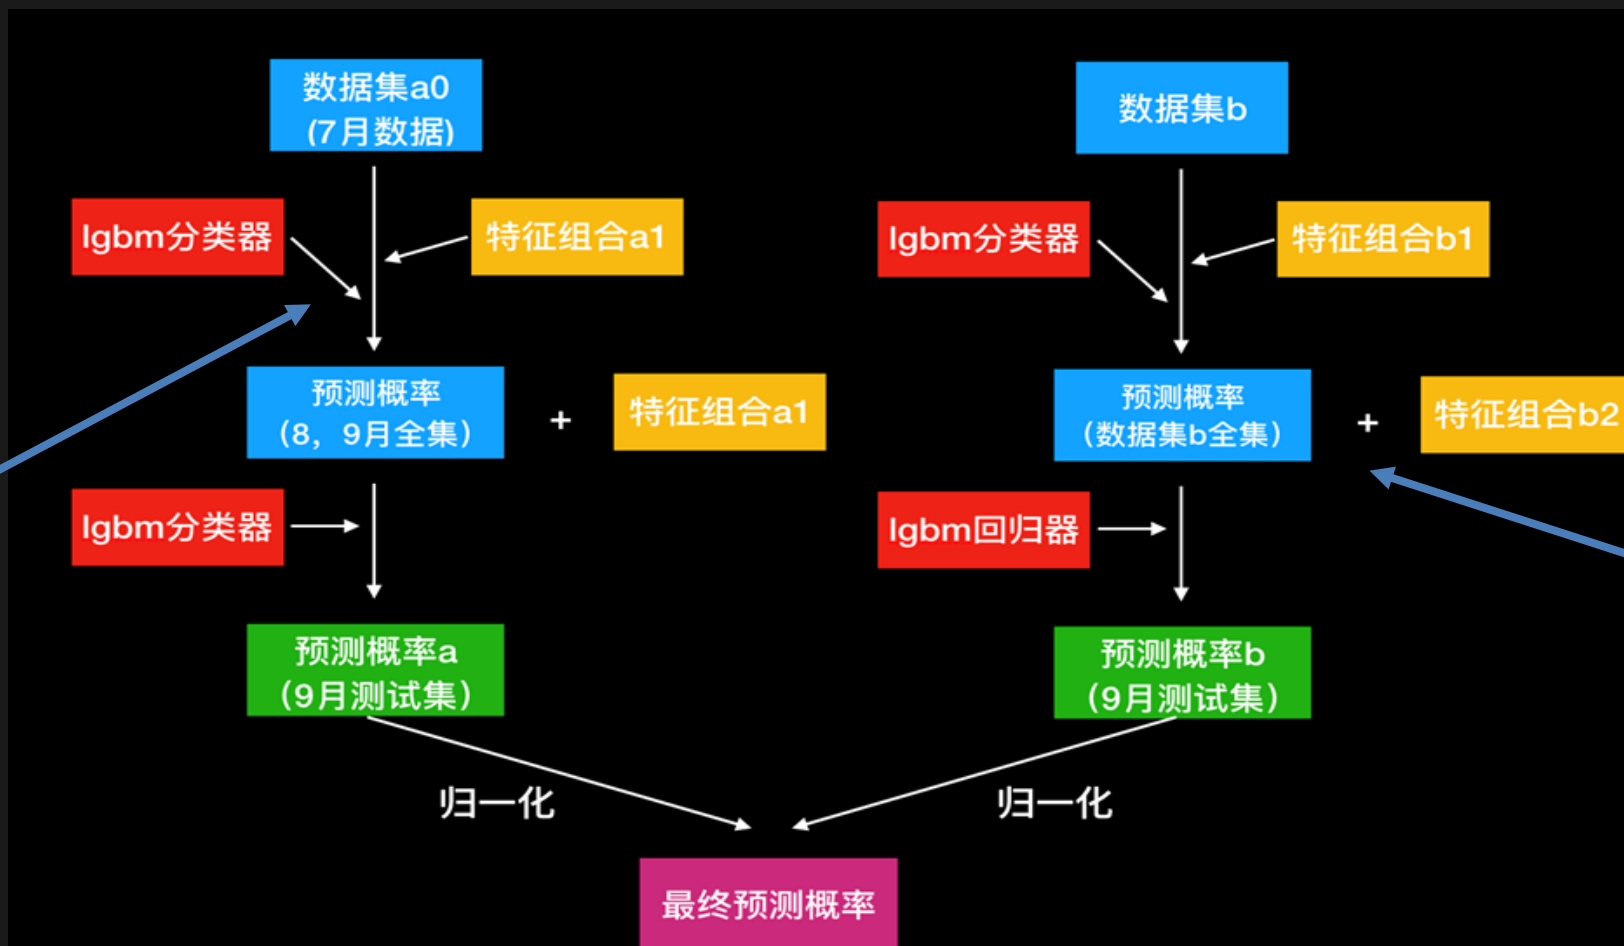 数据集a0
(7月数据)
数据集b
lgbm分类器
特征组合a1
lgbm分类器
特征组合b1
预测概率
（8，9月全集）
+
特征组合a1
预测概率
（数据集b全集）
+
特征组合b2
lgbm分类器
lgbm回归器
预测概率a
（9月测试集）
预测概率b
（9月测试集）
归一化
归一化
最终预测概率